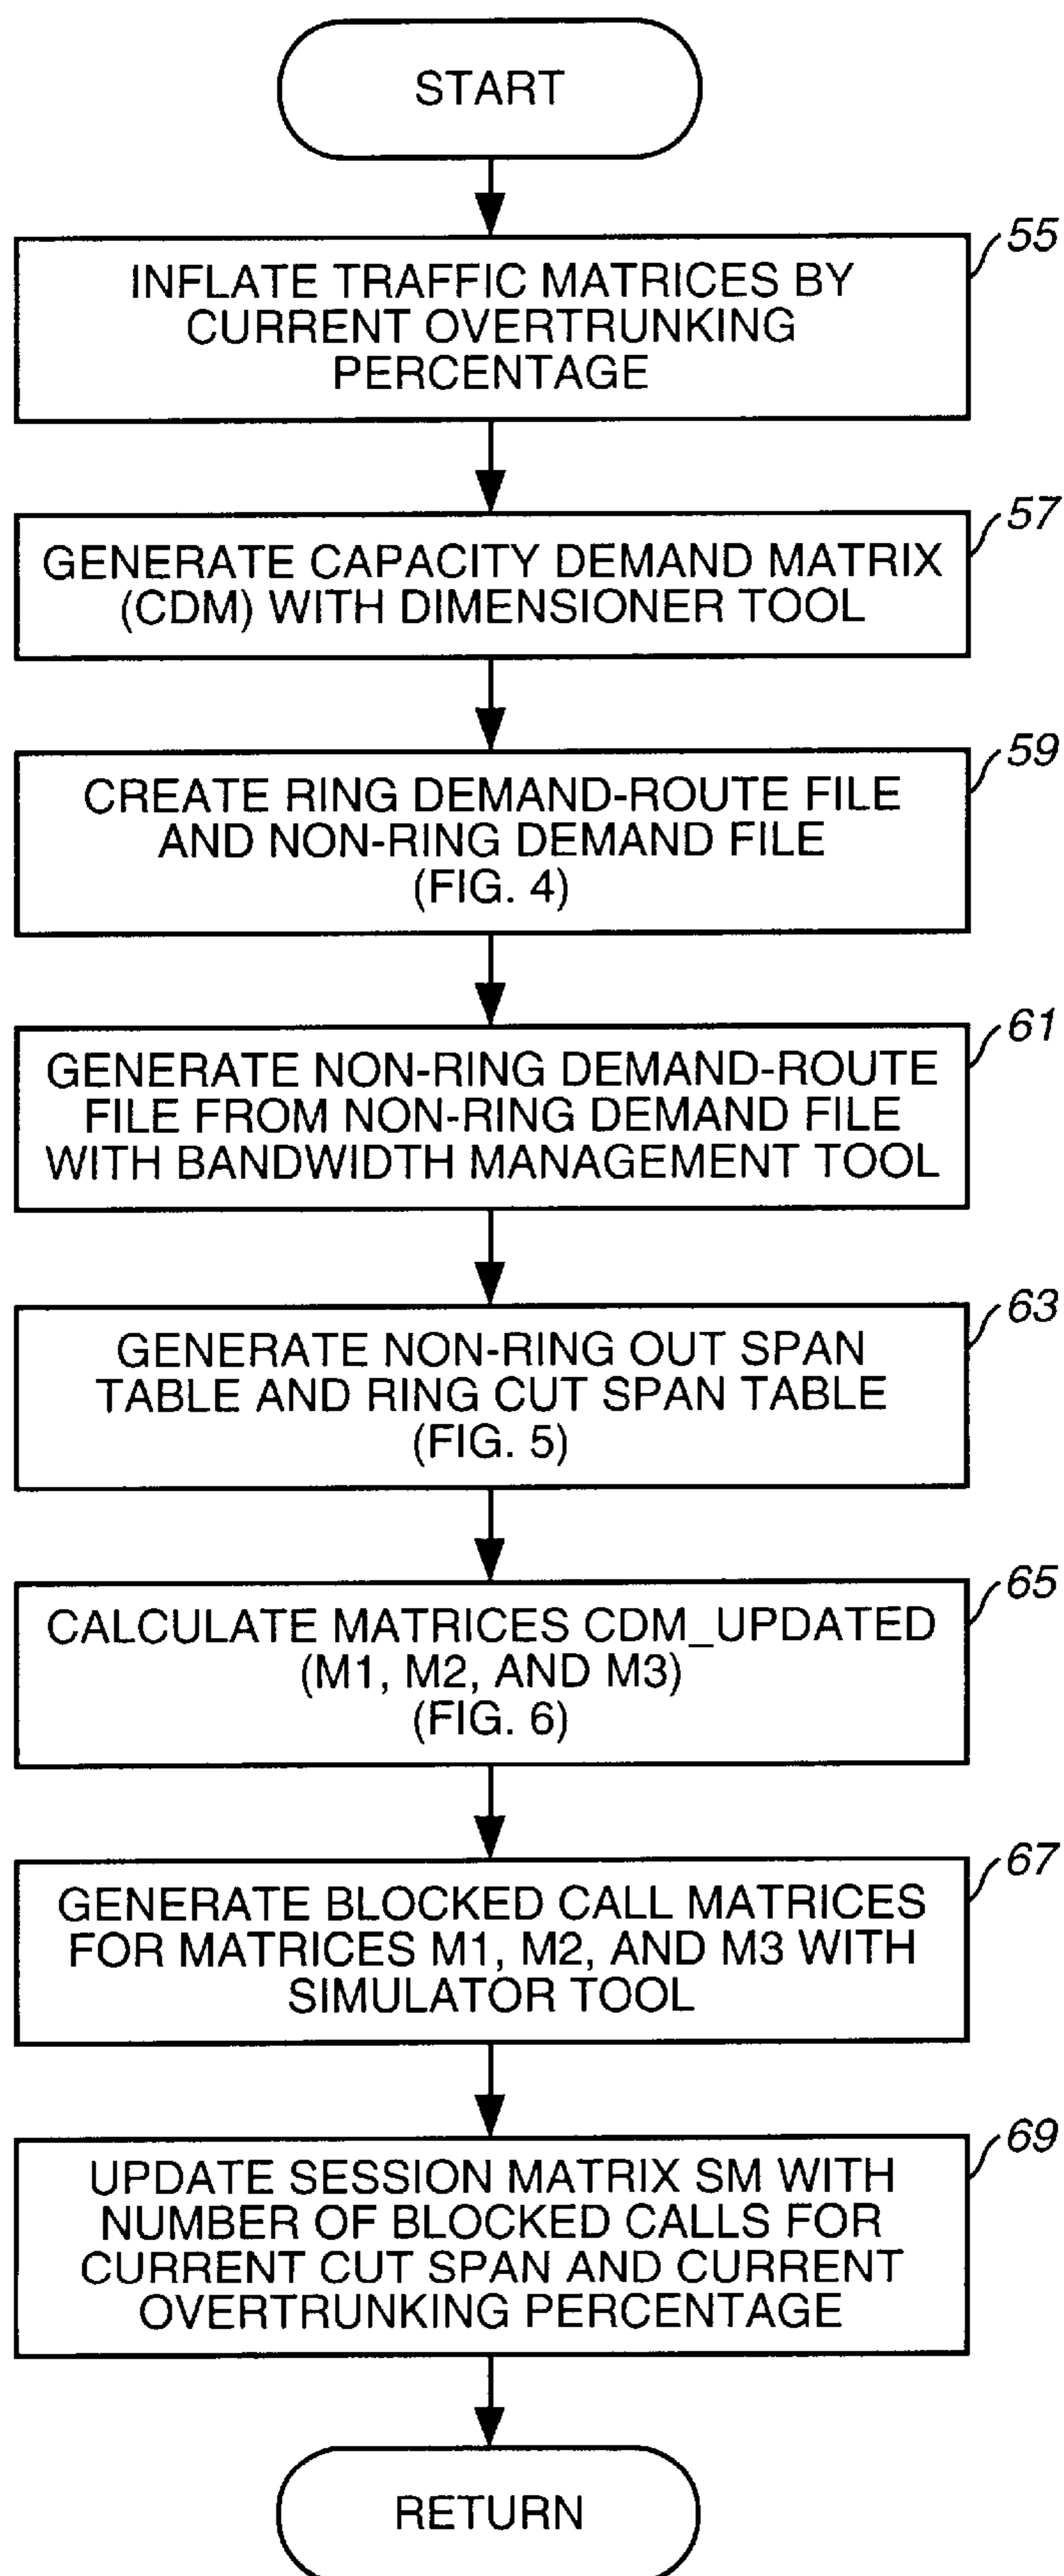 START
55
INFLATE TRAFFIC MATRICES BY
CURRENT OVERTRUNKING
PERCENTAGE
57
GENERATE CAPACITY DEMAND MATRIX
(CDM) WITH DIMENSIONER TOOL
59
CREATE RING DEMAND-ROUTE FILE
AND NON-RING DEMAND FILE
(FIG. 4)
61
GENERATE NON-RING DEMAND-ROUTE
FILE FROM NON-RING DEMAND FILE
WITH BANDWIDTH MANAGEMENT TOOL
63
GENERATE NON-RING OUT SPAN
TABLE AND RING CUT SPAN TABLE
(FIG. 5)
65
CALCULATE MATRICES CDM_UPDATED
(M1, M2, AND M3)
(FIG. 6)
67
GENERATE BLOCKED CALL MATRICES
FOR MATRICES M1, M2, AND M3 WITH
SIMULATOR TOOL
69
UPDATE SESSION MATRIX SM WITH
NUMBER OF BLOCKED CALLS FOR
CURRENT CUT SPAN AND CURRENT
OVERTRUNKING PERCENTAGE
RETURN